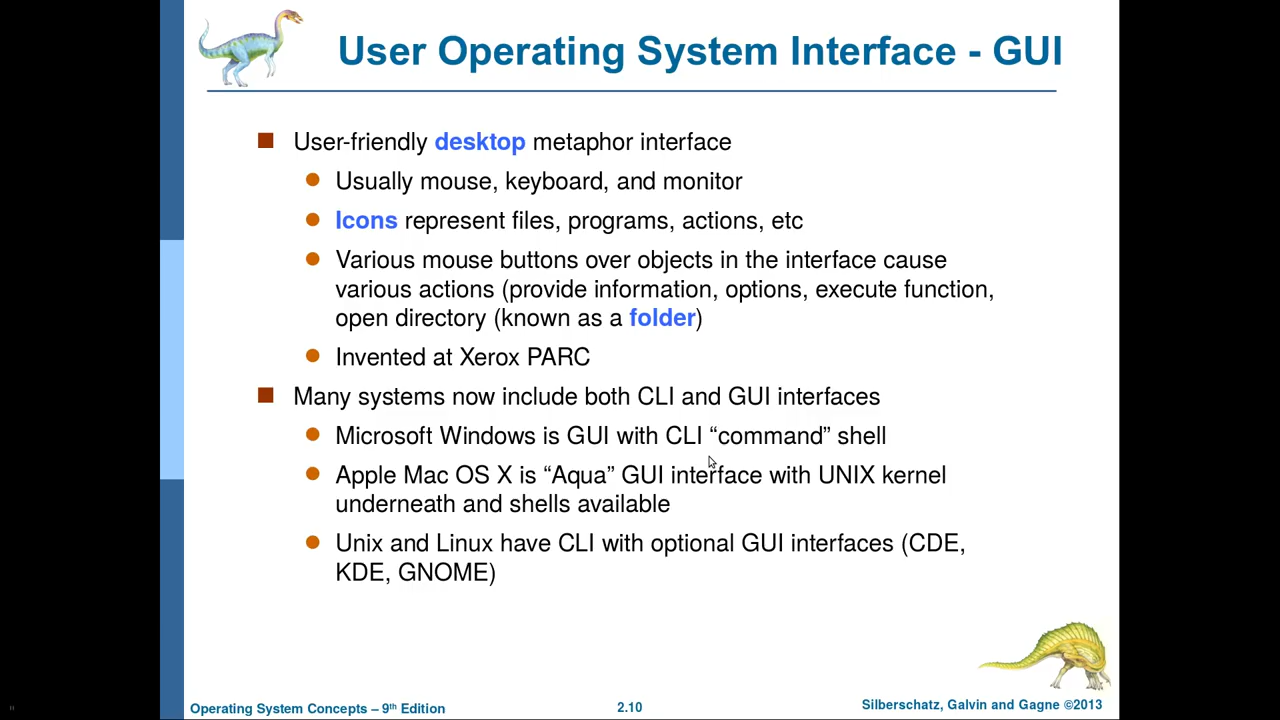 User Operating System Interface - GUI
User-friendly desktop metaphor interface
Usually mouse, keyboard, and monitor
Icons represent files, programs, actions, etc
Various mouse buttons over objects in the interface cause
various actions (provide information, options, execute function,
open directory (known as a folder)
Invented at Xerox PARC
Many systems now include both CLI and GUI interfaces
Microsoft Windows is GUI with CLI “command” shell
Apple Mac OS X is “Aqua” GUI interface with UNIX kernel
underneath and shells available
Unix and Linux have CLI with optional GUI interfaces (CDE,
KDE, GNOME)
Operating System Concepts – 9th Edition
2.10
Silberschatz, Galvin and Gagne ©2013